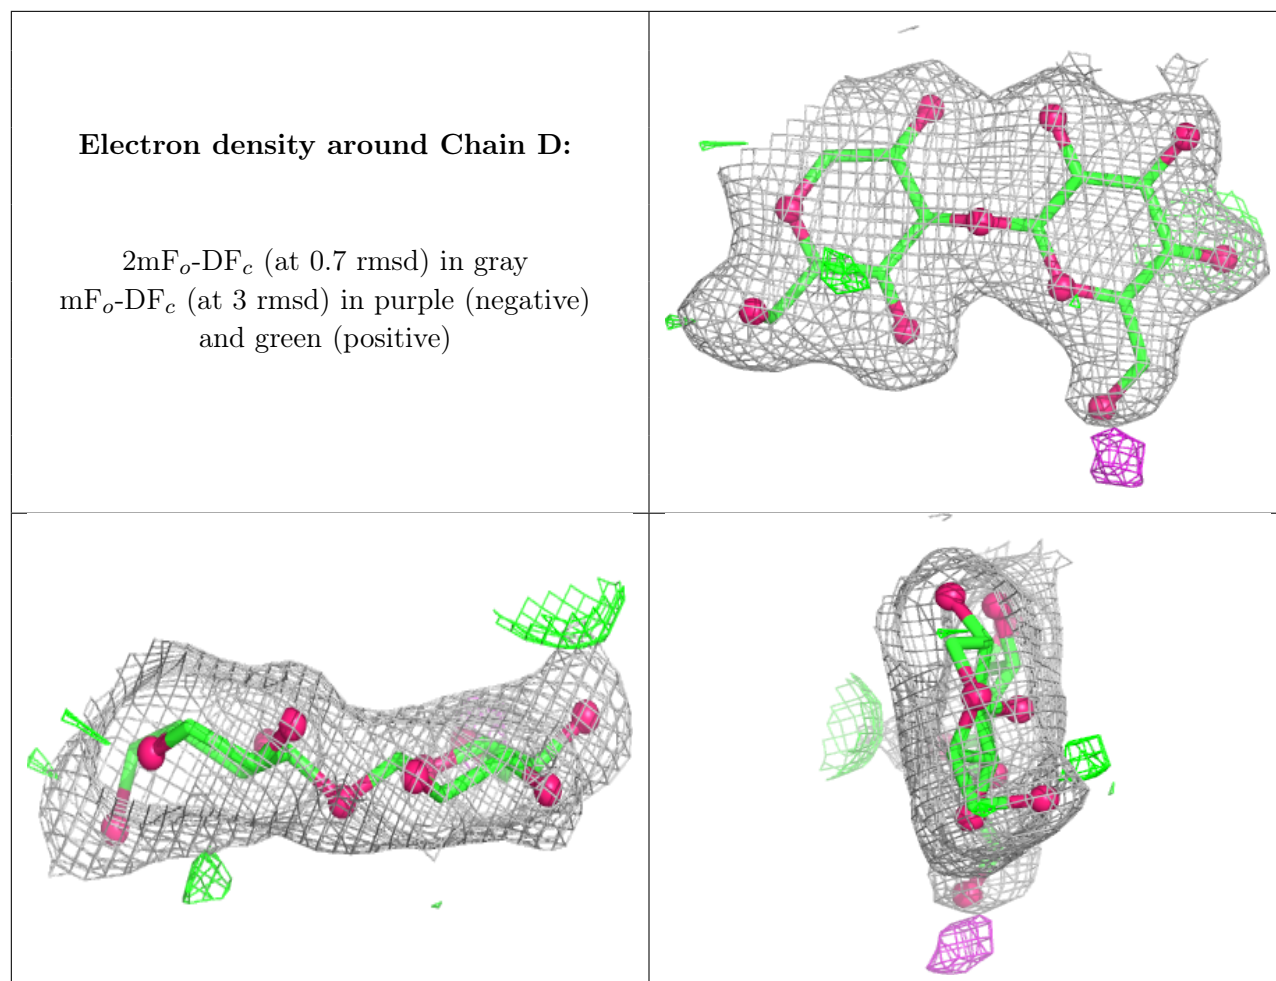 Electron density around Chain D:
2mFo-DFc (at 0.7 rmsd) in gray
mFo-DFc (at 3 rmsd) in purple (negative)
and green (positive)